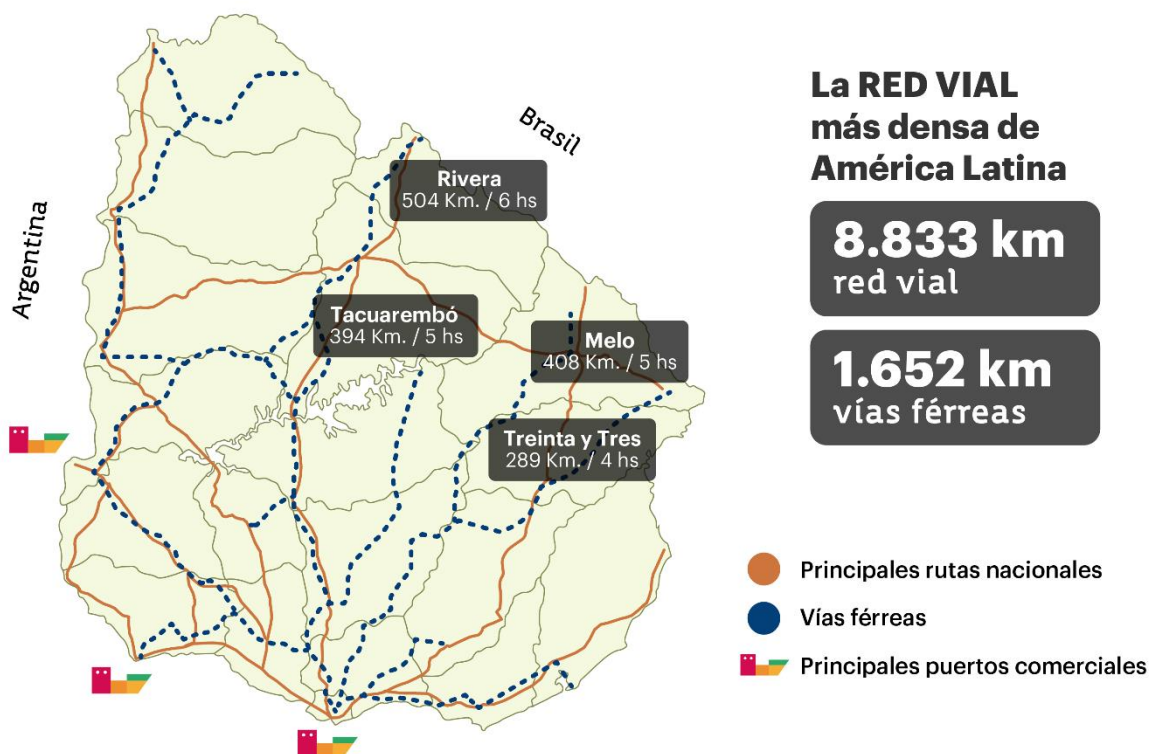 Brasil
Argentina
Rivera
504 Km. / 6 hs
Tacuarembó
394 Km. / 5 hs
Melo
408 Km. / 5 hs
Treinta y Tres
289 Km. / 4 hs
La RED VIAL
más densa de
América Latina
8.833 km
red vial
1.652 km
vías férreas
Principales rutas nacionales
Vías férreas
Principales puertos comerciales